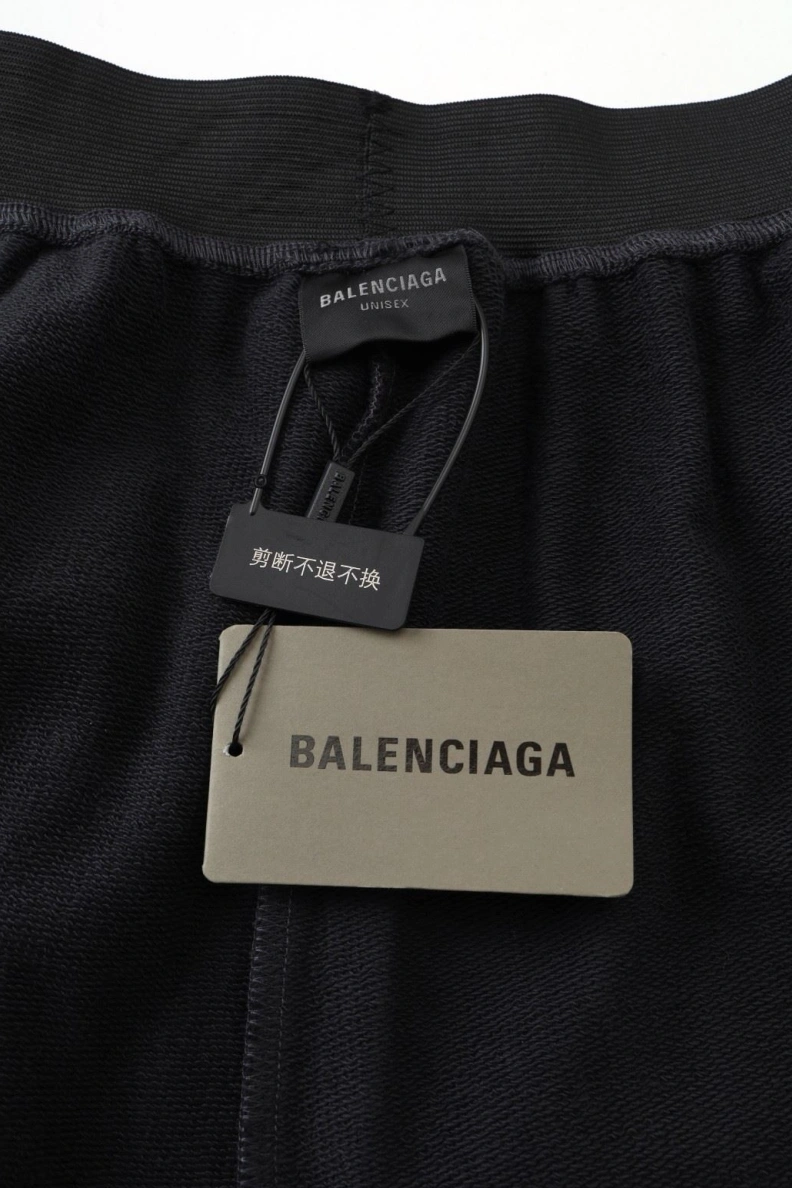 BALENCIAGA
UNISEX
剪断不退不换
BALENCIAGA